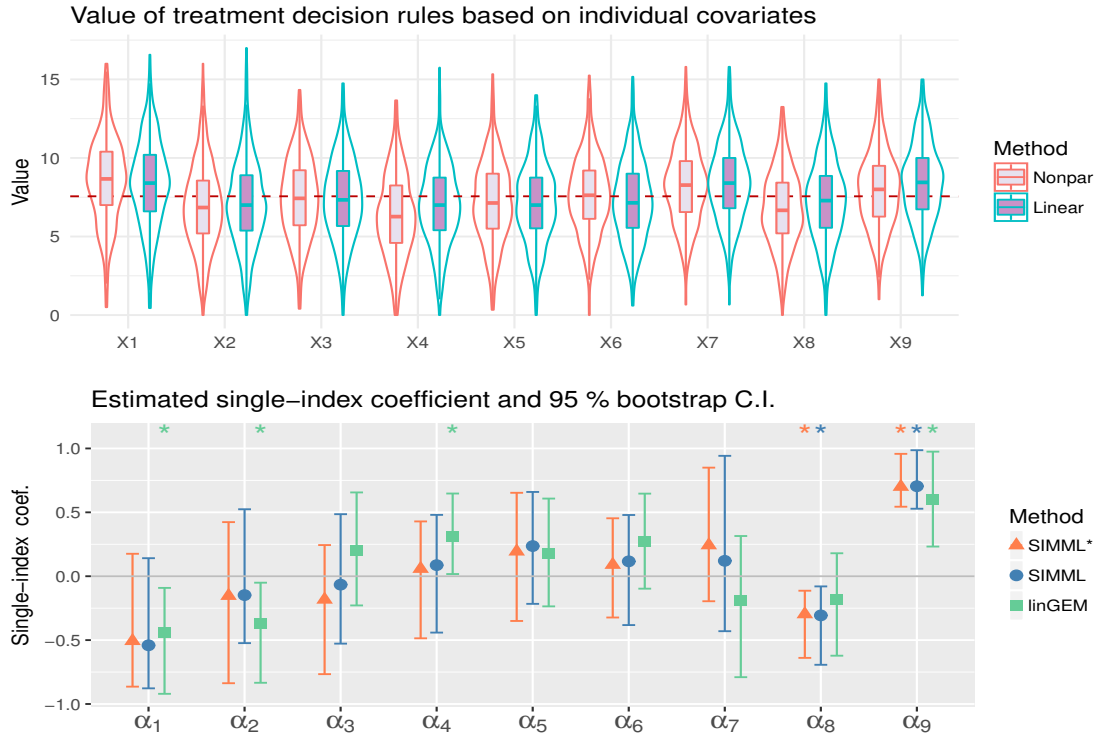 Value of treatment decision rules based on individual covariates
Value
15
10
5
0
X1 X2 X3 X4 X5 X6 X7 X8 X9
Method
Nonpar
Linear
Estimated single−index coefficient and 95 % bootstrap C.I.
Single−index coef.
* * * * * * * *
1.0
0.5
0.0
−0.5
−1.0
α1 α2 α3 α4 α5 α6 α7 α8 α9
Method
SIMML*
SIMML
linGEM